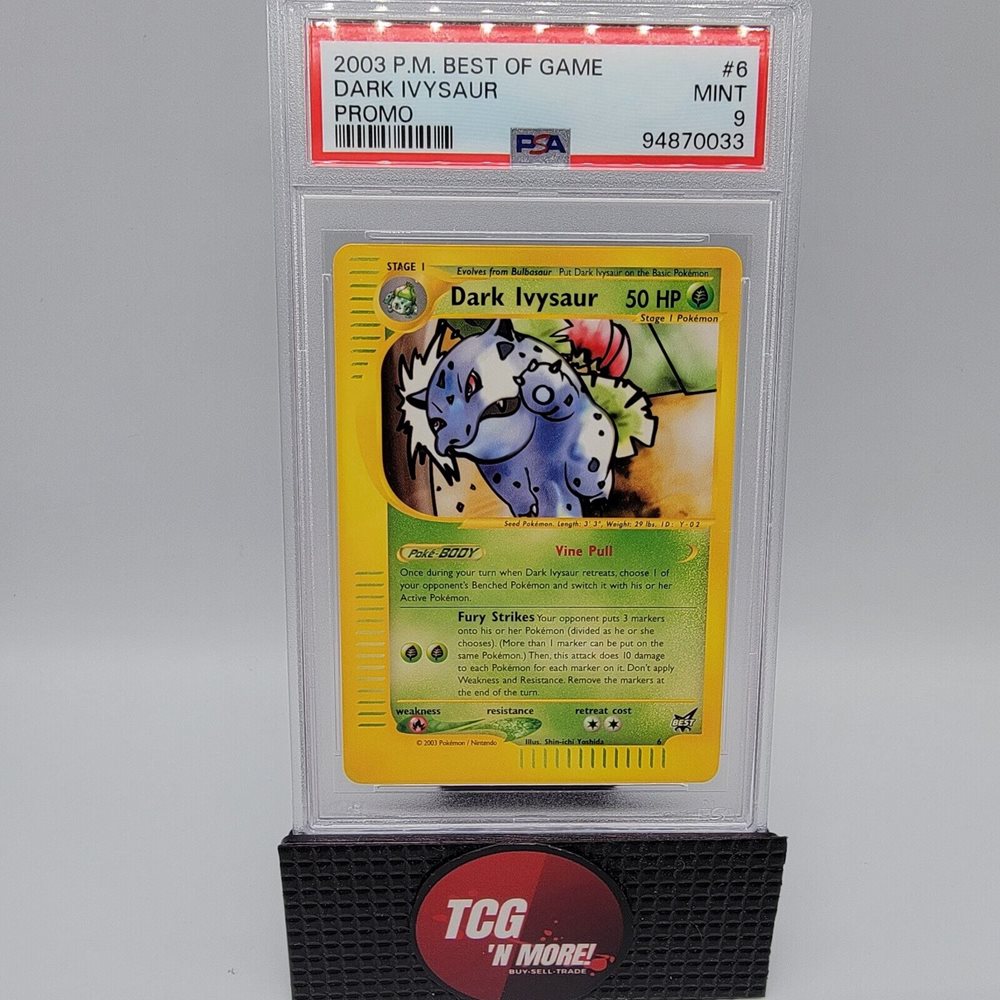 2003 P.M. BEST OF GAME #6
DARK IVYSAUR MINT
PROMO 9
PSA 94870033
STAGE 1
Evolves from Bulbasaur Put Dark Ivysaur on the Basic Pokémon
Dark Ivysaur 50 HP
Stage 1 Pokémon
Seed Pokémon. Length: 3' 3", Weight: 29 lbs. ID: Y-02
Poké-BODY Vine Pull
Once during your turn when Dark Ivysaur retreats, choose 1 of
your opponent's Benched Pokémon and switch it with his or her
Active Pokémon.
Fury Strikes Your opponent puts 3 markers
onto his or her Pokémon (divided as he or she
chooses). (More than 1 marker can be put on the
same Pokémon.) Then, this attack does 10 damage
to each Pokémon for each marker on it. Don't apply
Weakness and Resistance. Remove the markers at
the end of the turn.
weakness resistance retreat cost
BEST
© 2003 Pokémon / Nintendo Illus. Shin-ichi Yoshida 6
TCG
'N MORE!
BUY-SELL-TRADE